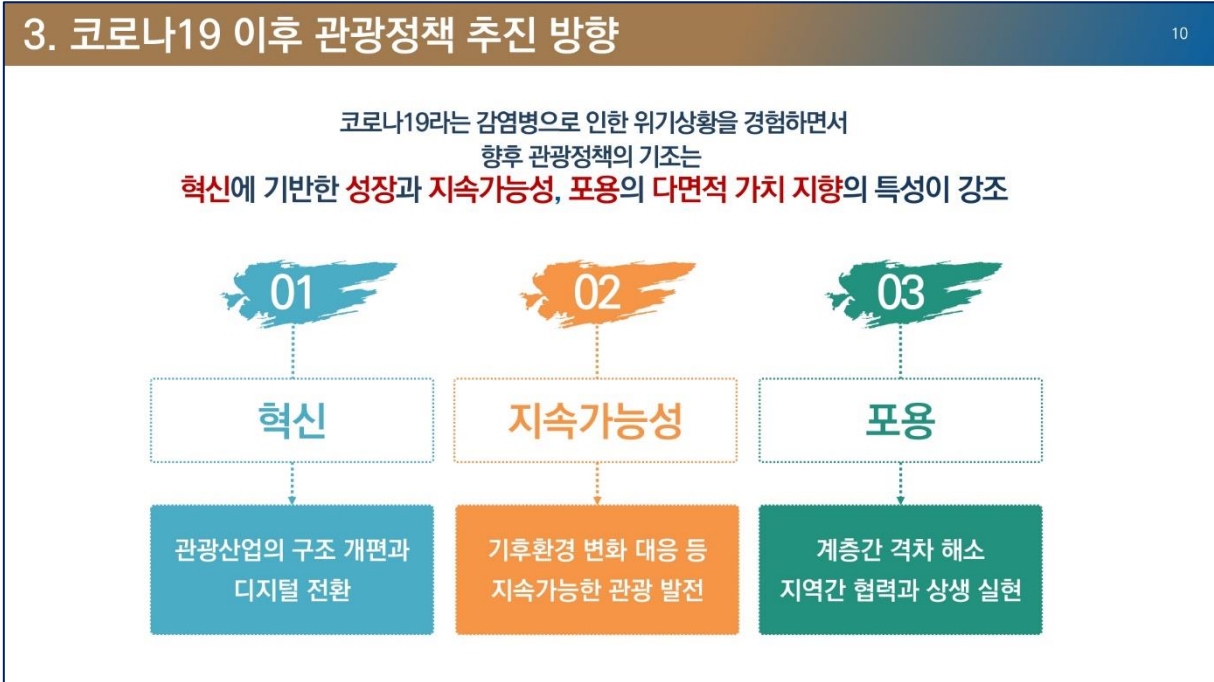 3. 코로나19 이후 관광정책 추진 방향
10
코로나19라는 감염병으로 인한 위기상황을 경험하면서
향후 관광정책의 기조는
혁신에 기반한 성장과 지속가능성, 포용의 다면적 가치 지향의 특성이 강조
01
02
03
혁신
지속가능성
포용
관광산업의 구조 개편과
디지털 전환
기후환경 변화 대응 등
지속가능한 관광 발전
계층간 격차 해소
지역간 협력과 상생 실현